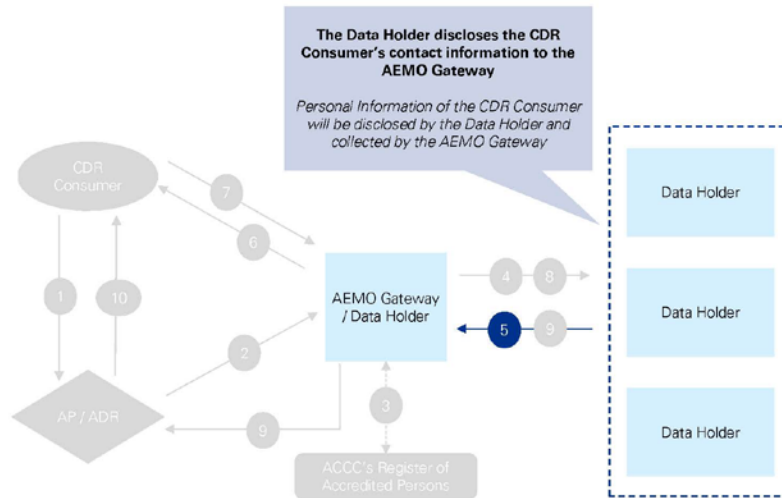 The Data Holder discloses the CDR
Consumer's contact information to the
AEMO Gateway
Personal Information of the CDR Consumer
will be disclosed by the Data Holder and
collected by the AEMO Gateway
CDR
Consumer
7
6
1
10
2
AEMO Gateway
/ Data Holder
4
8
5
9
Data Holder
Data Holder
Data Holder
AP / ADR
9
3
ACCC's Register of
Accredited Persons